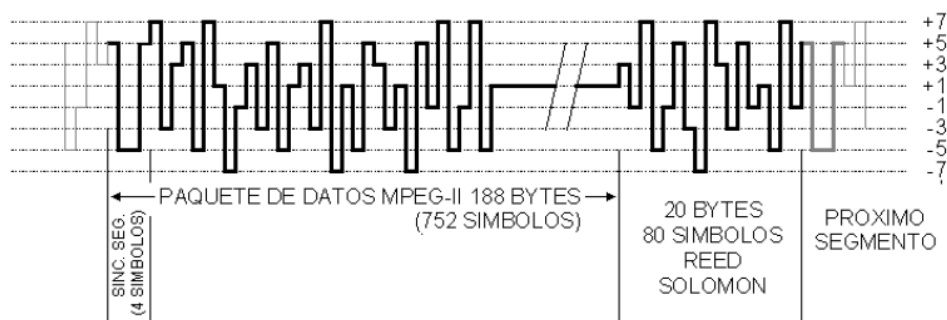 +7
+5
+3
+1
-1
-3
-5
-7
PAQUETE DE DATOS MPEG-II 188 BYTES
(752 SIMBOLOS)
SINC. SEG.
(4 SIMBOLOS)
20 BYTES
80 SIMBOLOS
REED
SOLOMON
PROXIMO
SEGMENTO